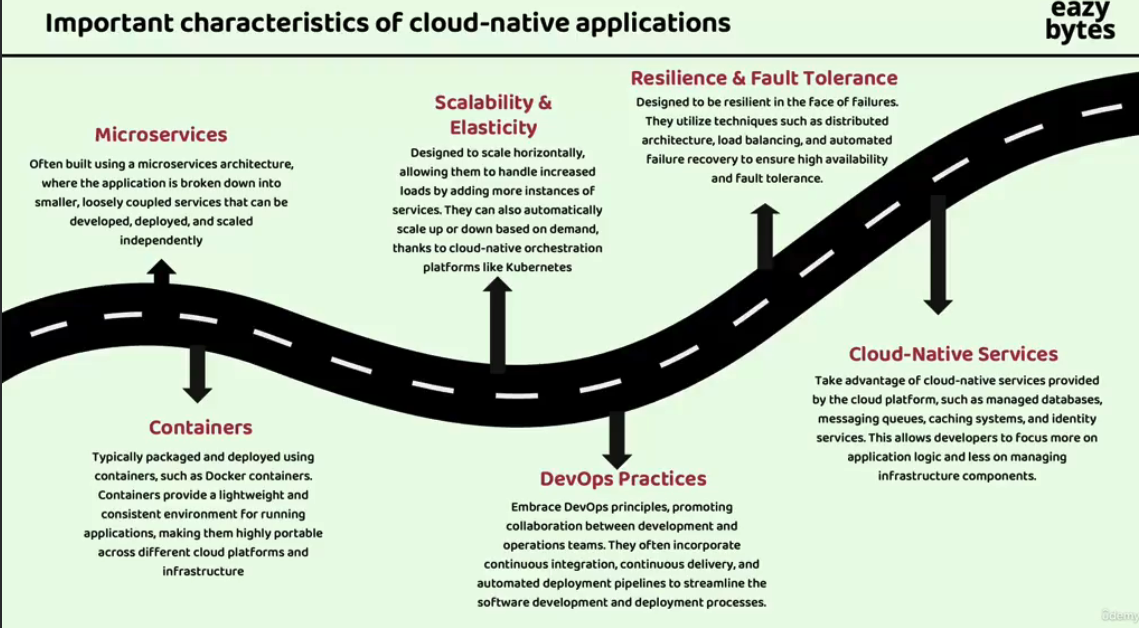 Important characteristics of cloud-native applications
eazy
bytes
Microservices
Often built using a microservices architecture,
where the application is broken down into
smaller, loosely coupled services that can be
developed, deployed, and scaled
independently
Containers
Typically packaged and deployed using
containers, such as Docker containers.
Containers provide a lightweight and
consistent environment for running
applications, making them highly portable
across different cloud platforms and
infrastructure
Scalability &
Elasticity
Designed to scale horizontally,
allowing them to handle increased
loads by adding more instances of
services. They can also automatically
scale up or down based on demand,
thanks to cloud-native orchestration
platforms like Kubernetes
DevOps Practices
Embrace DevOps principles, promoting
collaboration between development and
operations teams. They often incorporate
continuous integration, continuous delivery, and
automated deployment pipelines to streamline the
software development and deployment processes.
Resilience & Fault Tolerance
Designed to be resilient in the face of failures.
They utilize techniques such as distributed
architecture, load balancing, and automated
failure recovery to ensure high availability
and fault tolerance.
Cloud-Native Services
Take advantage of cloud-native services provided
by the cloud platform, such as managed databases,
messaging queues, caching systems, and identity
services. This allows developers to focus more on
application logic and less on managing
infrastructure components.
ûdemy